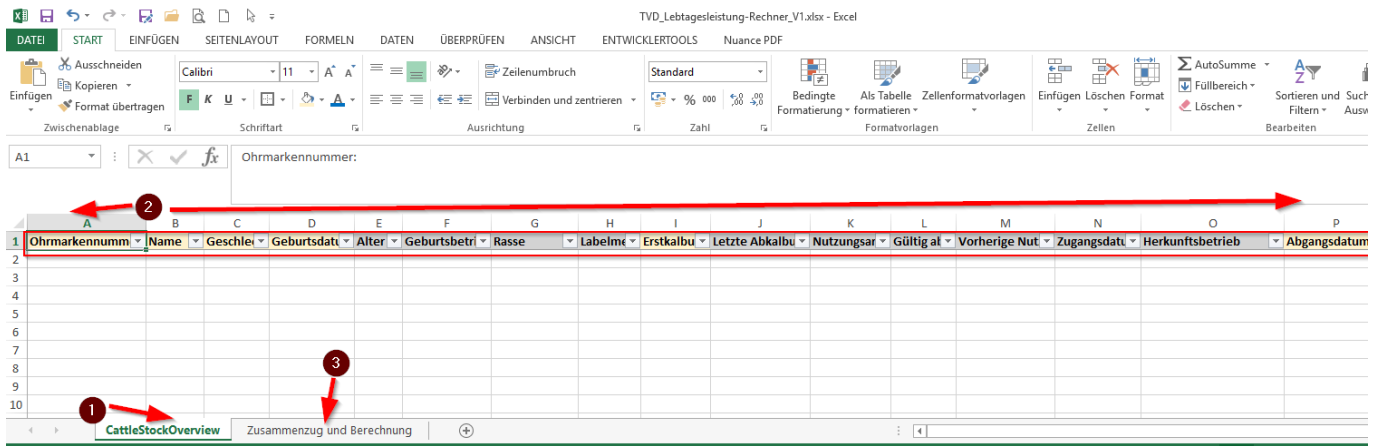 TVD_Lebtagesleistung-Rechner_V1.xlsx - Excel
DATEI START EINFÜGEN SEITENLAYOUT FORMELN DATEN ÜBERPRÜFEN ANSICHT ENTWICKLERTOOLS Nuance PDF
Ausschneiden
Kopieren
Format übertragen
Einfügen
Zwischenablage
Calibri 11
F K U
Schriftart
Zeilenumbruch
Verbinden und zentrieren
Ausrichtung
Standard
% 000
Zahl
Bedingte
Formatierung
Als Tabelle
formatieren
Zellenformatvorlagen
Formatvorlagen
Einfügen Löschen Format
Zellen
AutoSumme
Füllbereich
Löschen
Sortieren und
Filtern
Such
Ausw
Bearbeiten
A1 fx Ohrmarkennummer:
2
A B C D E F G H I J K L M N O P
1 Ohrmarkennumm Name Geschle Geburtsdatu Alter Geburtsbetri Rasse Labelme Erstkalbu Letzte Abkalbu Nutzungsar Gültig al Vorherige Nut Zugangsdatu Herkunftsbetrieb Abgangsdatum
2
3
4
5
6
7
8
9
10
3
1
CattleStockOverview Zusammenzug und Berechnung